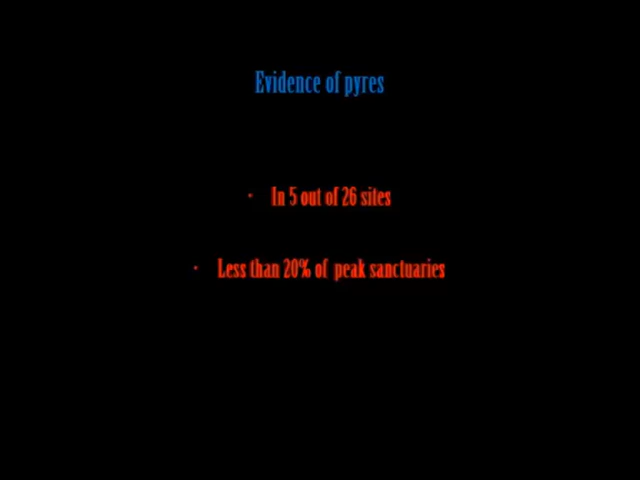 Evidence of pyres
· In 5 out of 26 sites
· Less than 20% of peak sanctuaries